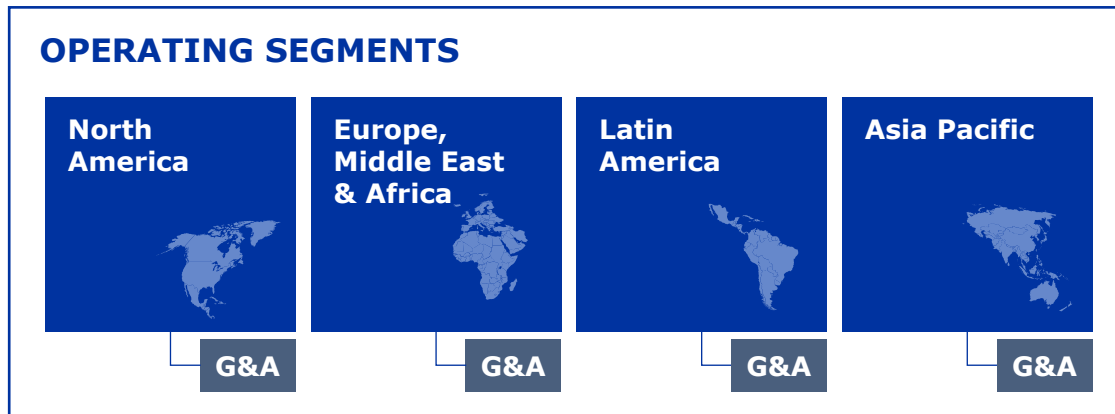 OPERATING SEGMENTS
North
America
Europe,
Middle East
& Africa
Latin
America
Asia Pacific
G&A
G&A
G&A
G&A